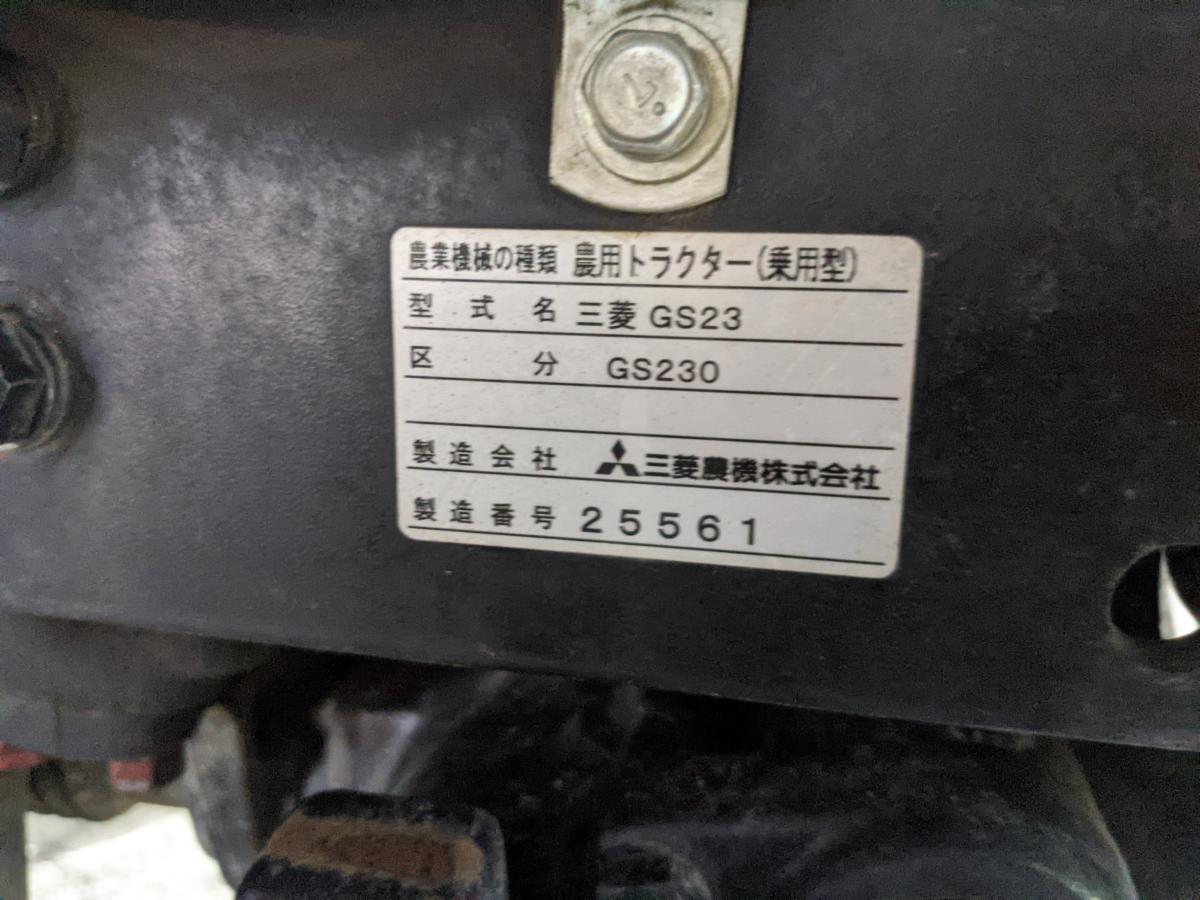 農業機械の種類 農用トラクター(乗用型)
型式名 三菱 GS23
区分 GS230
製造会社 三菱農機株式会社
製造番号 25561